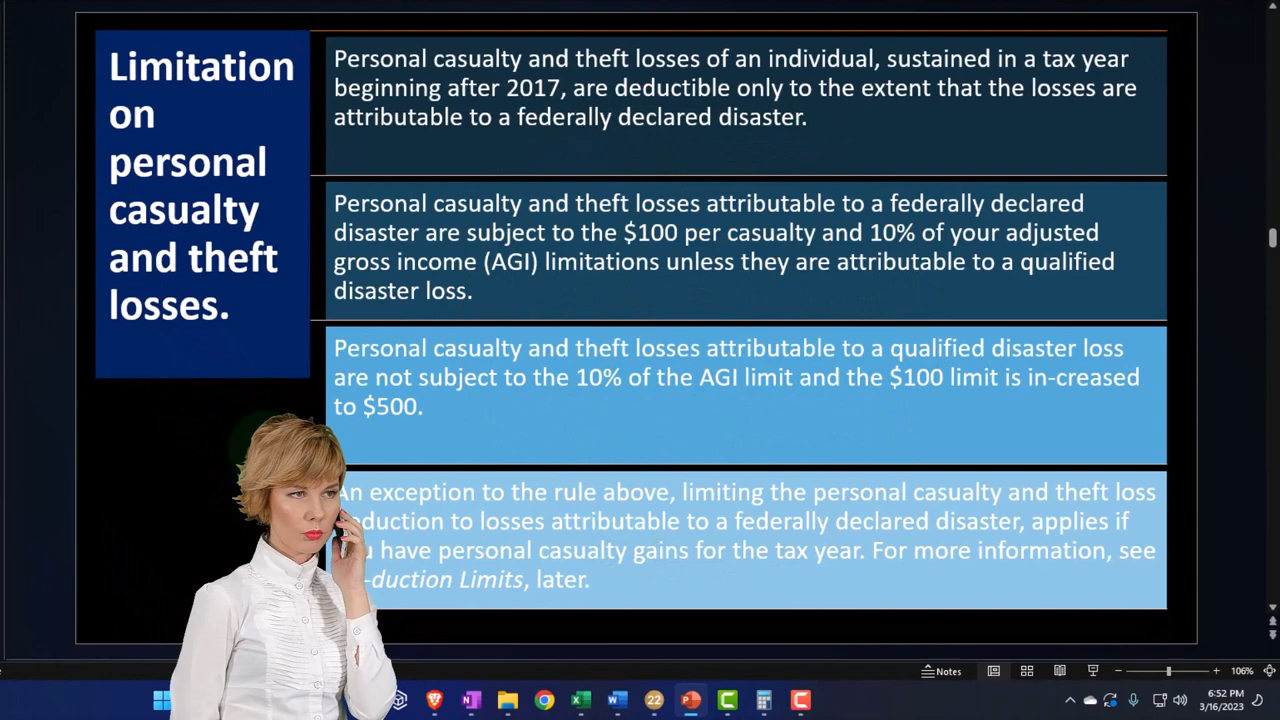 Limitation
on
personal
casualty
and theft
losses.
Personal casualty and theft losses of an individual, sustained in a tax year
beginning after 2017, are deductible only to the extent that the losses are
attributable to a federally declared disaster.
Personal casualty and theft losses attributable to a federally declared
disaster are subject to the $100 per casualty and 10% of your adjusted
gross income (AGI) limitations unless they are attributable to a qualified
disaster loss.
Personal casualty and theft losses attributable to a qualified disaster loss
are not subject to the 10% of the AGI limit and the $100 limit is in-creased
to $500.
An exception to the rule above, limiting the personal casualty and theft loss
duction to losses attributable to a federally declared disaster, applies if
have personal casualty gains for the tax year. For more information, see
-duction Limits, later.
Notes
106%
22
6:52 PM
3/16/2023